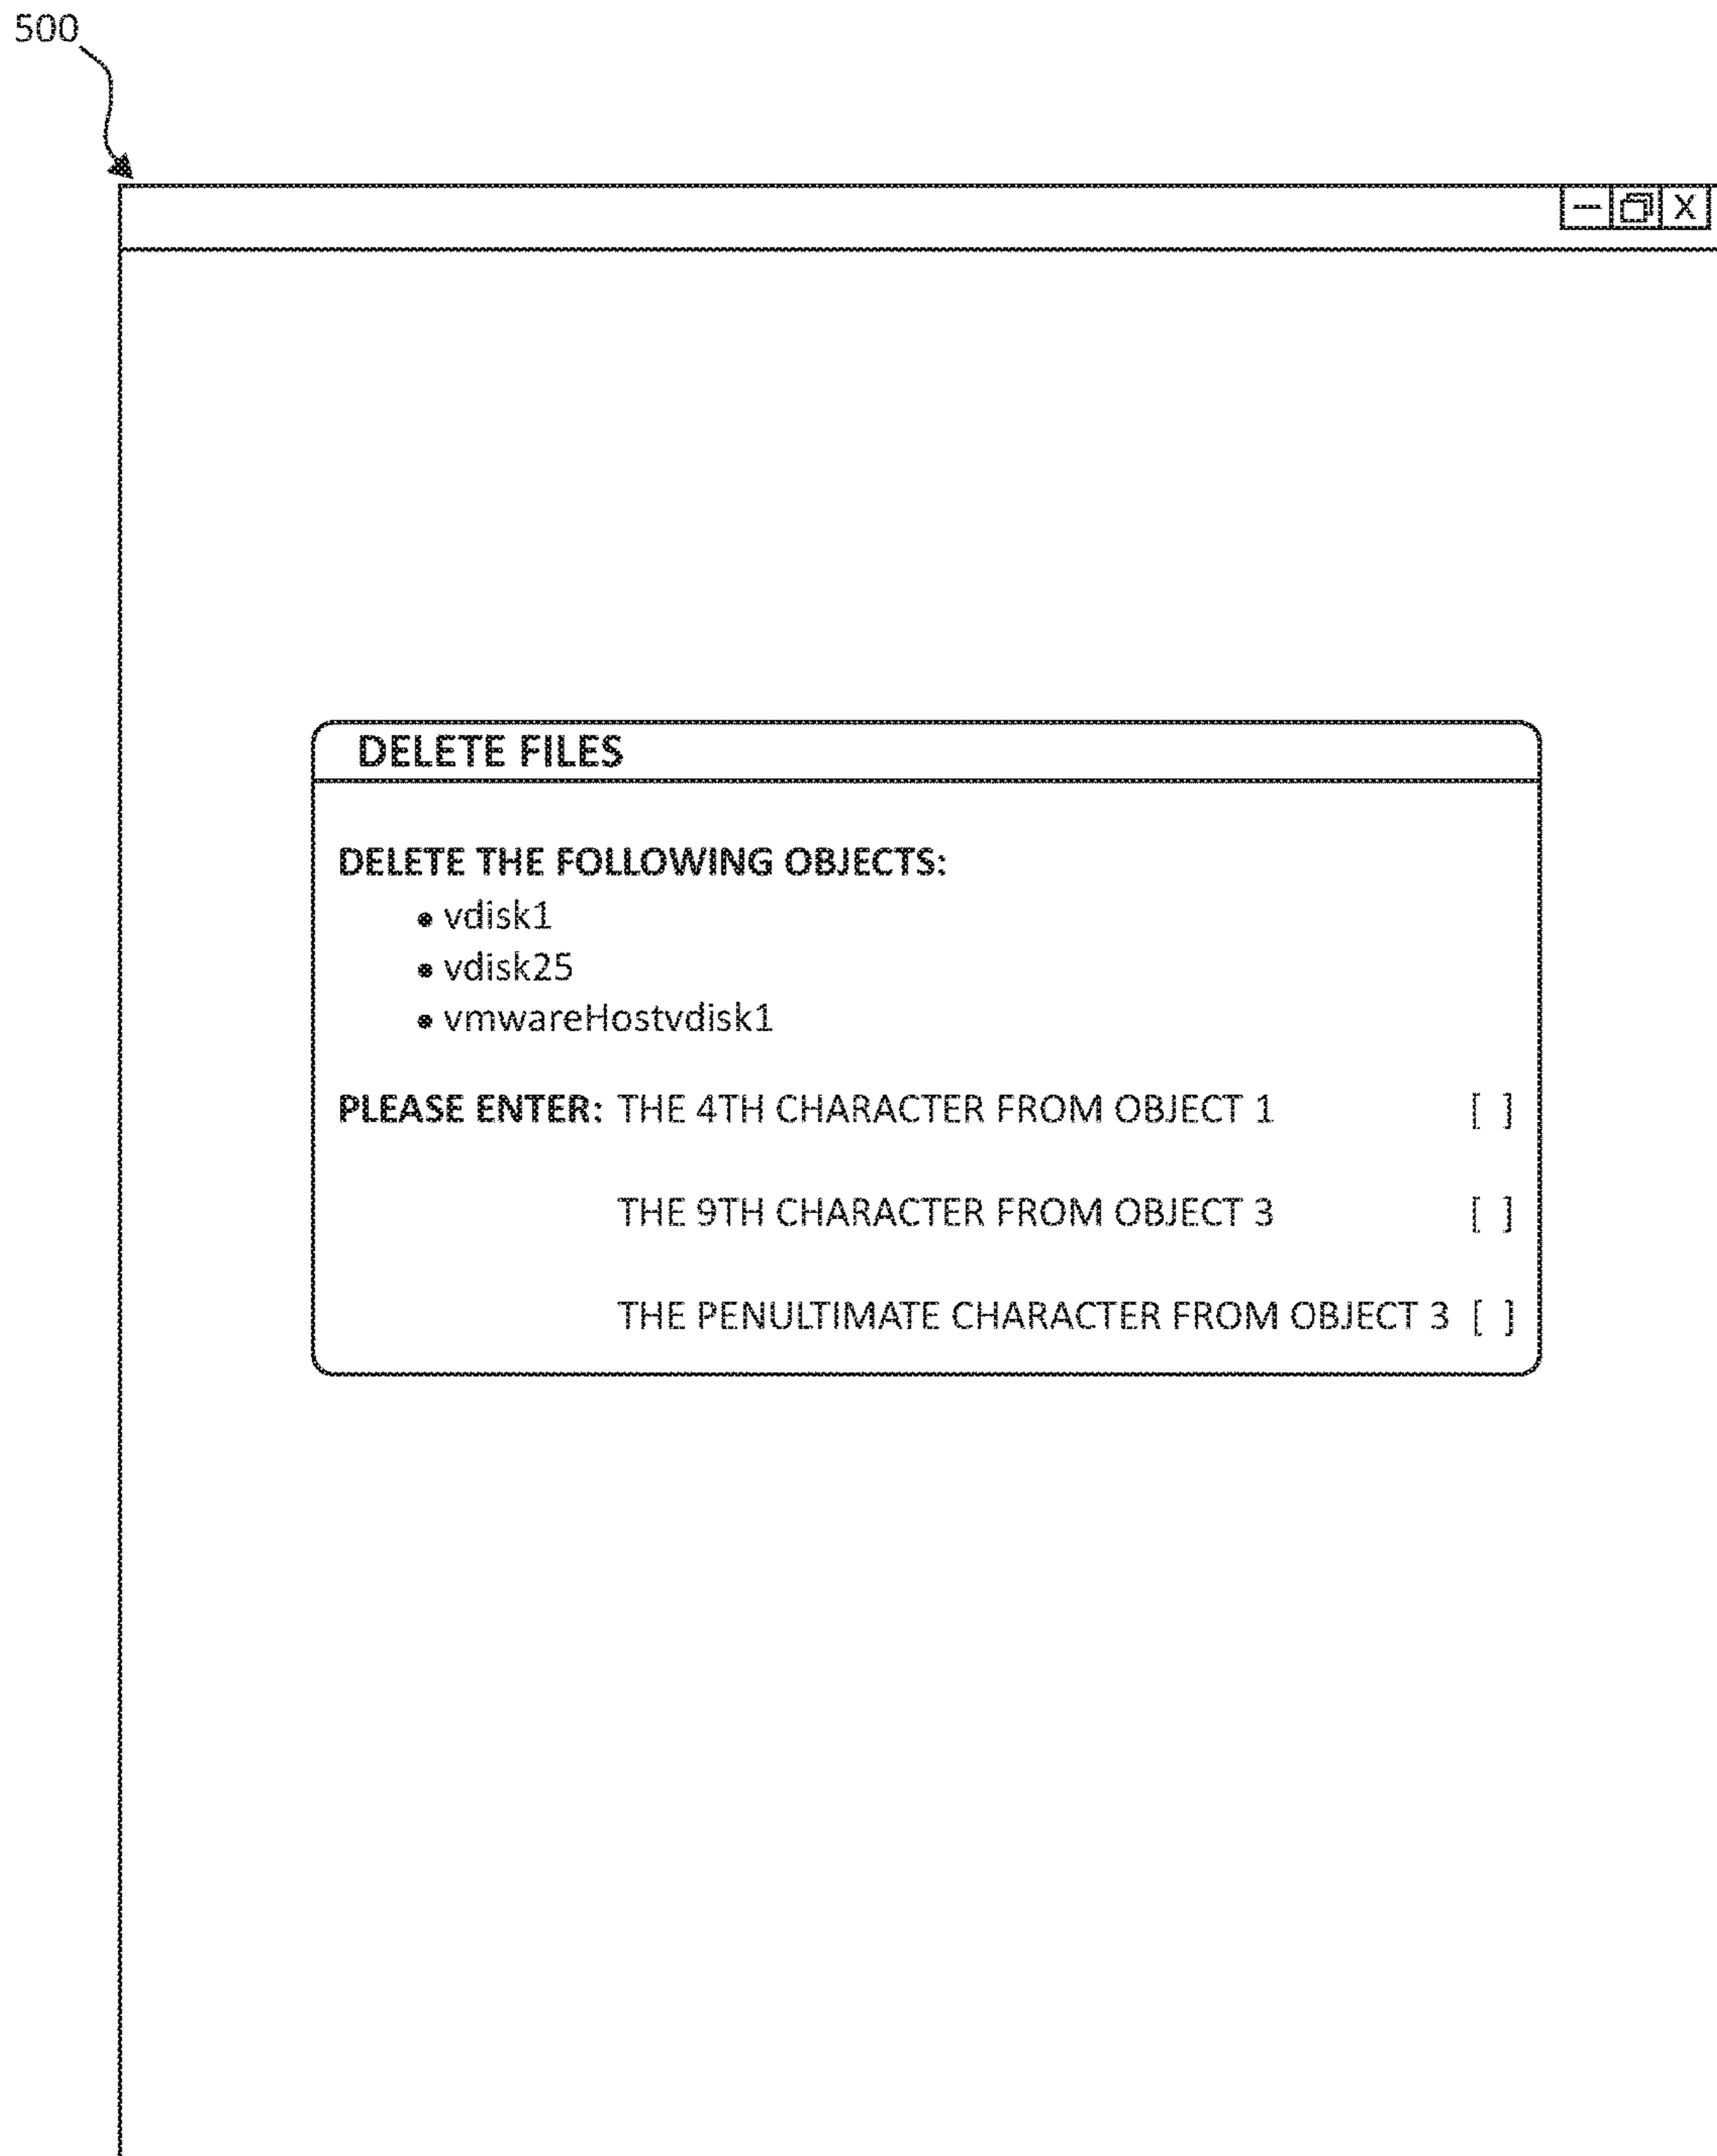 500
X
DELETE FILES
DELETE THE FOLLOWING OBJECTS:
• vdisk1
• vdisk25
• vmwareHostvdisk1
PLEASE ENTER: THE 4TH CHARACTER FROM OBJECT 1 [ ]
THE 9TH CHARACTER FROM OBJECT 3 [ ]
THE PENULTIMATE CHARACTER FROM OBJECT 3 [ ]